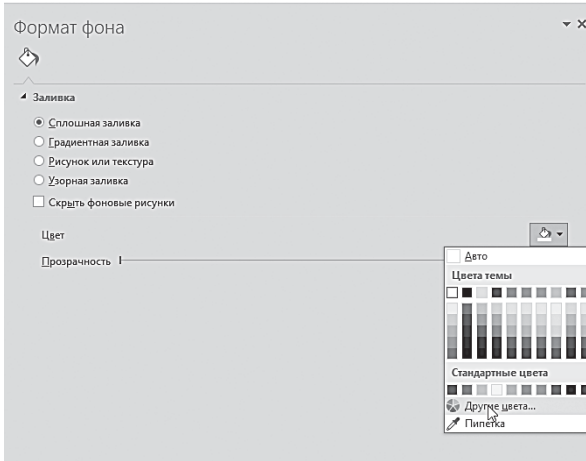 Формат фона
Заливка
Сплошная заливка
Градиентная заливка
Рисунок или текстура
Узорная заливка
Скрыть фоновые рисунки
Цвет
Прозрачность
Авто
Цвета темы
Стандартные цвета
Другие цвета...
Пипетка